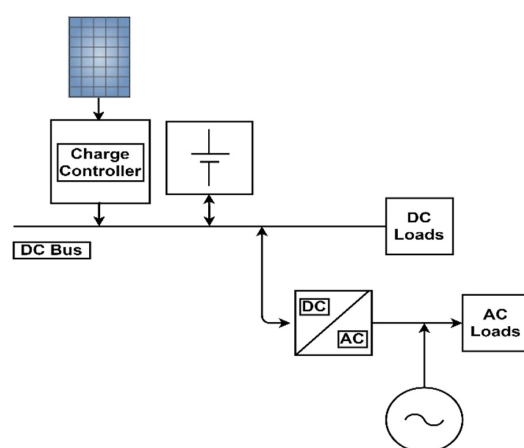 Charge
Controller
DC Bus
DC
Loads
DC
AC
AC
Loads